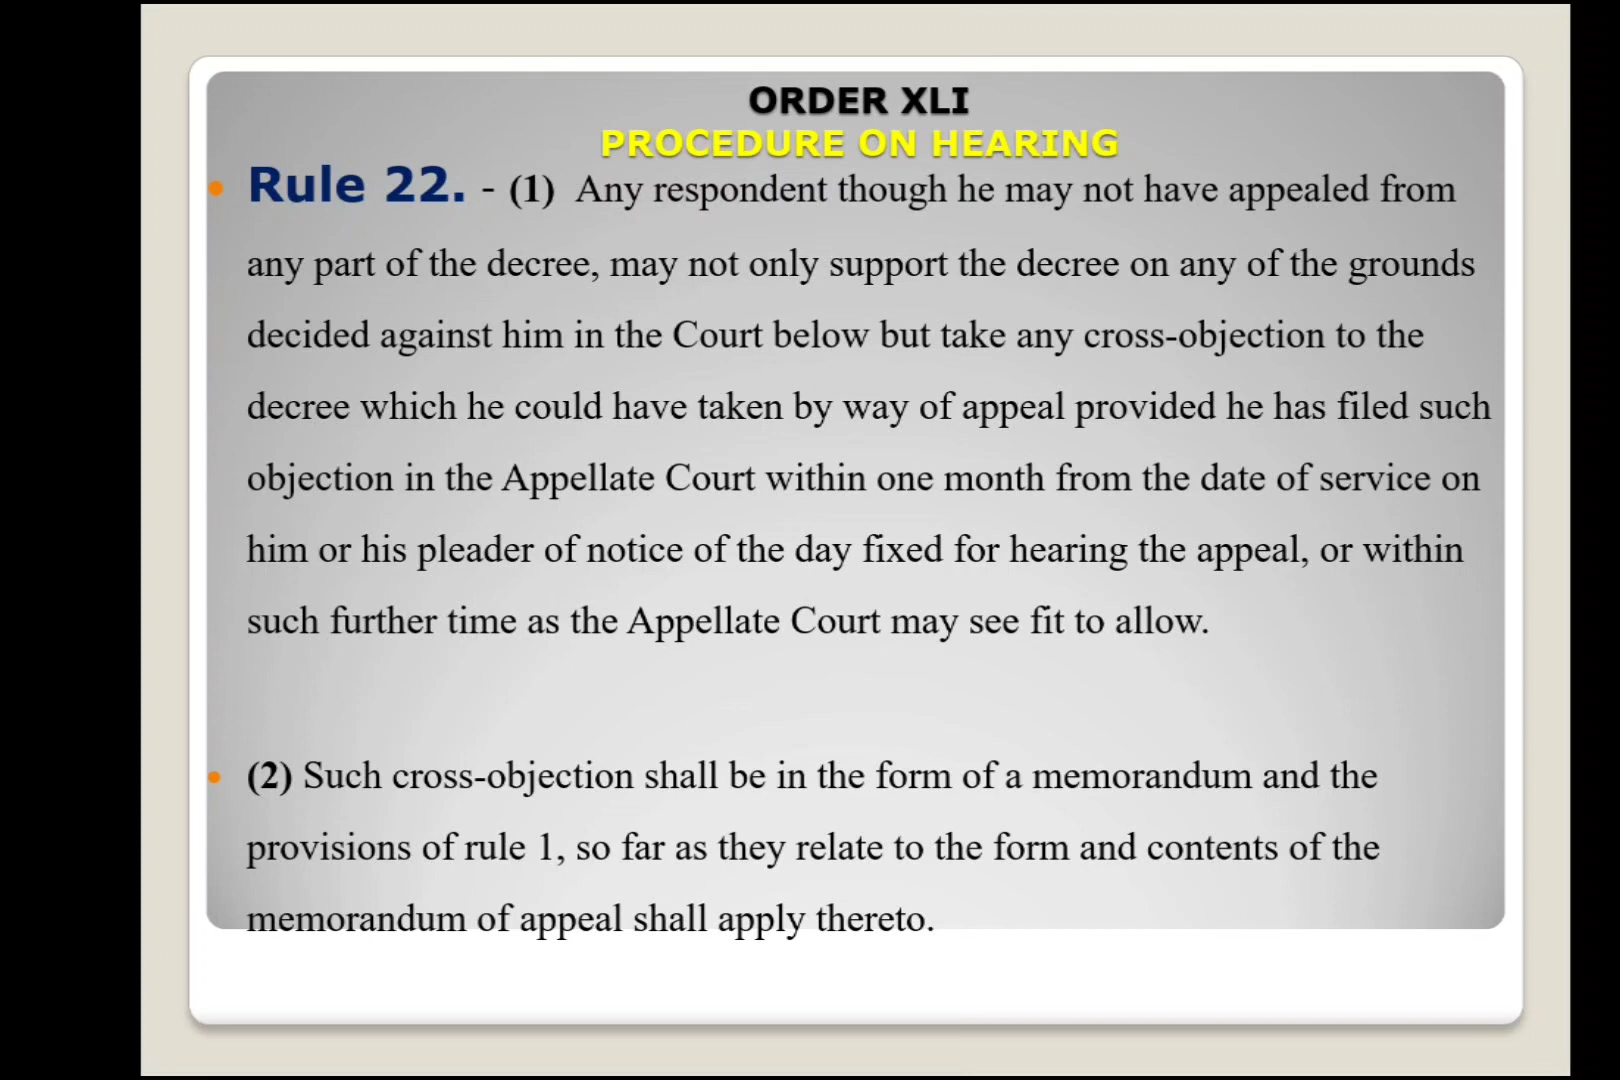 ORDER XLI
PROCEDURE ON HEARING
• Rule 22. - (1) Any respondent though he may not have appealed from
any part of the decree, may not only support the decree on any of the grounds
decided against him in the Court below but take any cross-objection to the
decree which he could have taken by way of appeal provided he has filed such
objection in the Appellate Court within one month from the date of service on
him or his pleader of notice of the day fixed for hearing the appeal, or within
such further time as the Appellate Court may see fit to allow.
• (2) Such cross-objection shall be in the form of a memorandum and the
provisions of rule 1, so far as they relate to the form and contents of the
memorandum of appeal shall apply thereto.